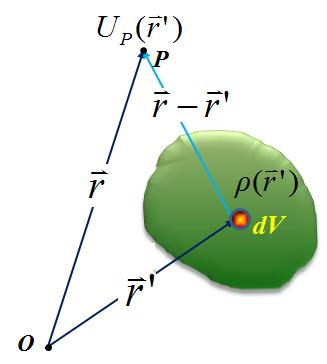 U_P(r⃗')
P
r⃗ − r⃗'
r⃗
ρ(r⃗')
dV
r⃗'
O